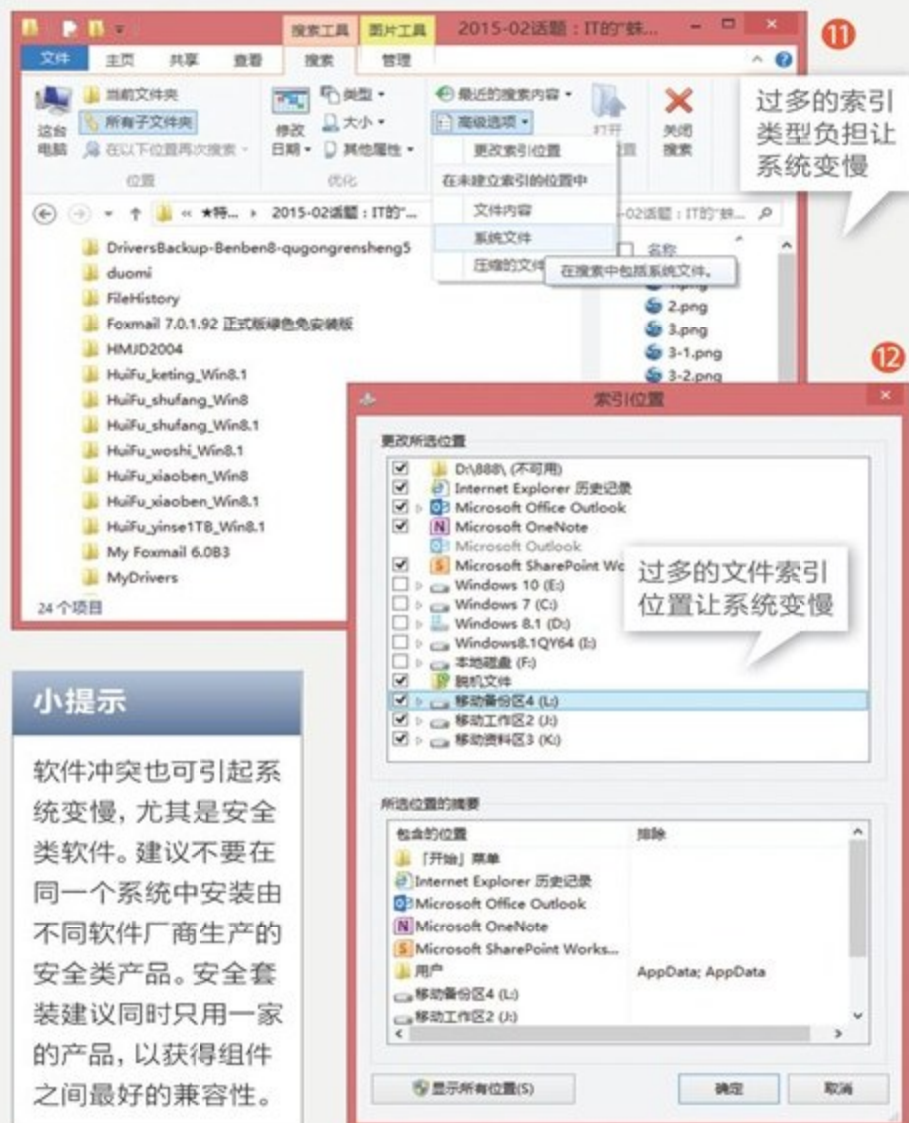 搜索工具 图片工具 2015-02话题：IT的"蛛...
文件 主页 共享 查看 搜索 管理
这台电脑
当前文件夹
所有子文件夹
在以下位置再次搜索
位置
修改日期
类型
大小
其他属性
优化
最近的搜索内容
高级选项
打开
关闭搜索
更改索引位置
在未建立索引的位置中
文件内容
系统文件
压缩的文件
在搜索中包括系统文件。
« ★特... 2015-02话题：IT的"...
-02话题：IT的"蛛...
DriversBackup-Benben8-qugongrensheng5
duomi
FileHistory
Foxmail 7.0.1.92 正式版绿色免安装版
HMJD2004
HuiFu_keting_Win8.1
HuiFu_shufang_Win8
HuiFu_shufang_Win8.1
HuiFu_woshi_Win8.1
HuiFu_xiaoben_Win8
HuiFu_xiaoben_Win8.1
HuiFu_yinse1TB_Win8.1
My Foxmail 6.0B3
MyDrivers
24 个项目
名称
1.png
2.png
3.png
3-1.png
3-2.png
11
过多的索引
类型负担让
系统变慢
12
索引位置
更改所选位置
D:\888\ (不可用)
Internet Explorer 历史记录
Microsoft Office Outlook
Microsoft OneNote
Microsoft Outlook
Microsoft SharePoint Wo
Windows 10 (E:)
Windows 7 (C:)
Windows 8.1 (D:)
Windows8.1QY64 (I:)
本地磁盘 (F:)
脱机文件
移动备份区4 (L:)
移动工作区2 (J:)
移动资料区3 (K:)
过多的文件索引
位置让系统变慢
所选位置的摘要
包含的位置 排除
「开始」菜单
Internet Explorer 历史记录
Microsoft Office Outlook
Microsoft OneNote
Microsoft SharePoint Works...
用户 AppData; AppData
移动备份区4 (L:)
移动工作区2 (J:)
显示所有位置(S) 确定 取消
小提示
软件冲突也可引起系
统变慢，尤其是安全
类软件。建议不要在
同一个系统中安装由
不同软件厂商生产的
安全类产品。安全套
装建议同时只用一家
的产品，以获得组件
之间最好的兼容性。